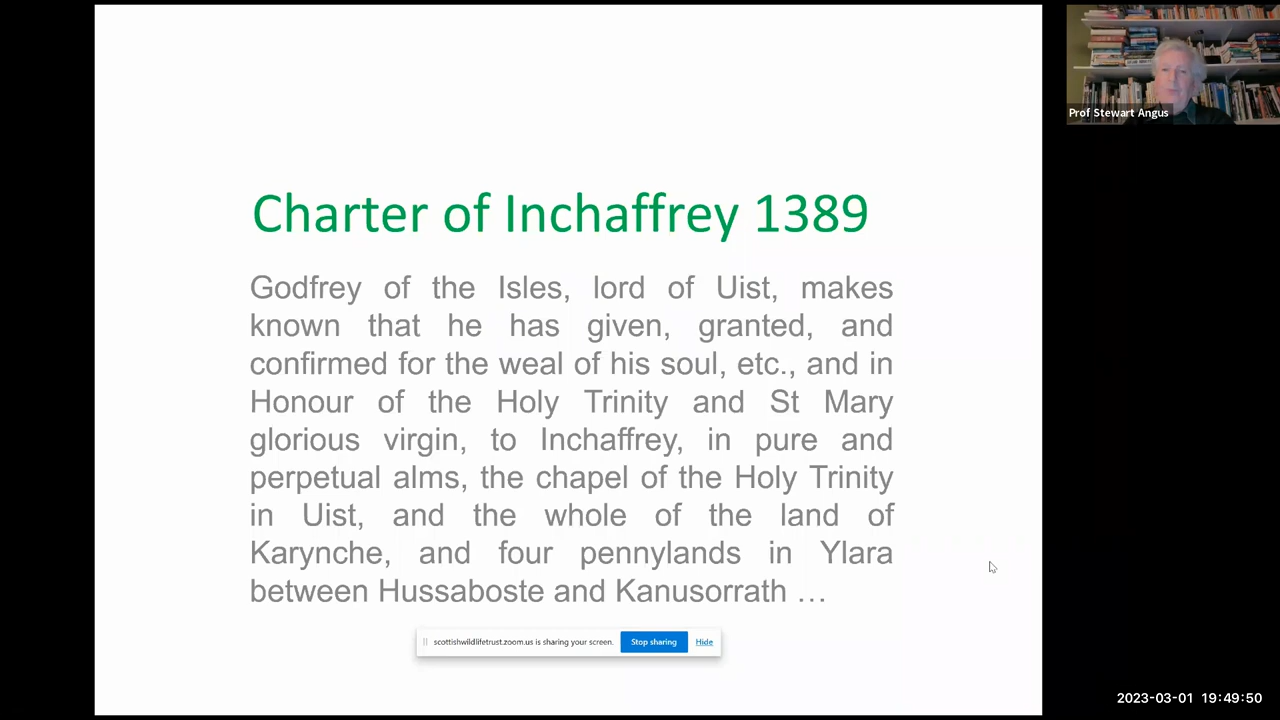 Charter of Inchaffrey 1389
Godfrey of the Isles, lord of Uist, makes
known that he has given, granted, and
confirmed for the weal of his soul, etc., and in
Honour of the Holy Trinity and St Mary
glorious virgin, to Inchaffrey, in pure and
perpetual alms, the chapel of the Holy Trinity
in Uist, and the whole of the land of
Karynche, and four pennylands in Ylara
between Hussaboste and Kanusorrath …
scottishwildlifetrust.zoom.us is sharing your screen. Stop sharing Hide
Prof Stewart Angus
2023-03-01 19:49:50